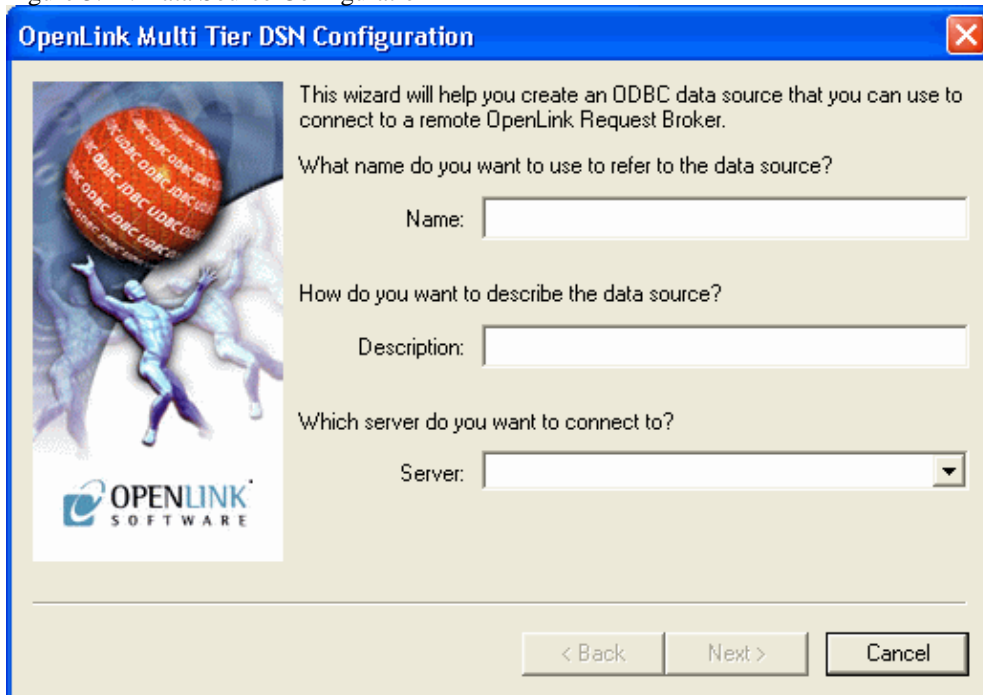 OpenLink Multi Tier DSN Configuration
This wizard will help you create an ODBC data source that you can use to
connect to a remote OpenLink Request Broker.
What name do you want to use to refer to the data source?
Name:
How do you want to describe the data source?
Description:
Which server do you want to connect to?
Server:
OPENLINK
SOFTWARE
< Back
Next >
Cancel